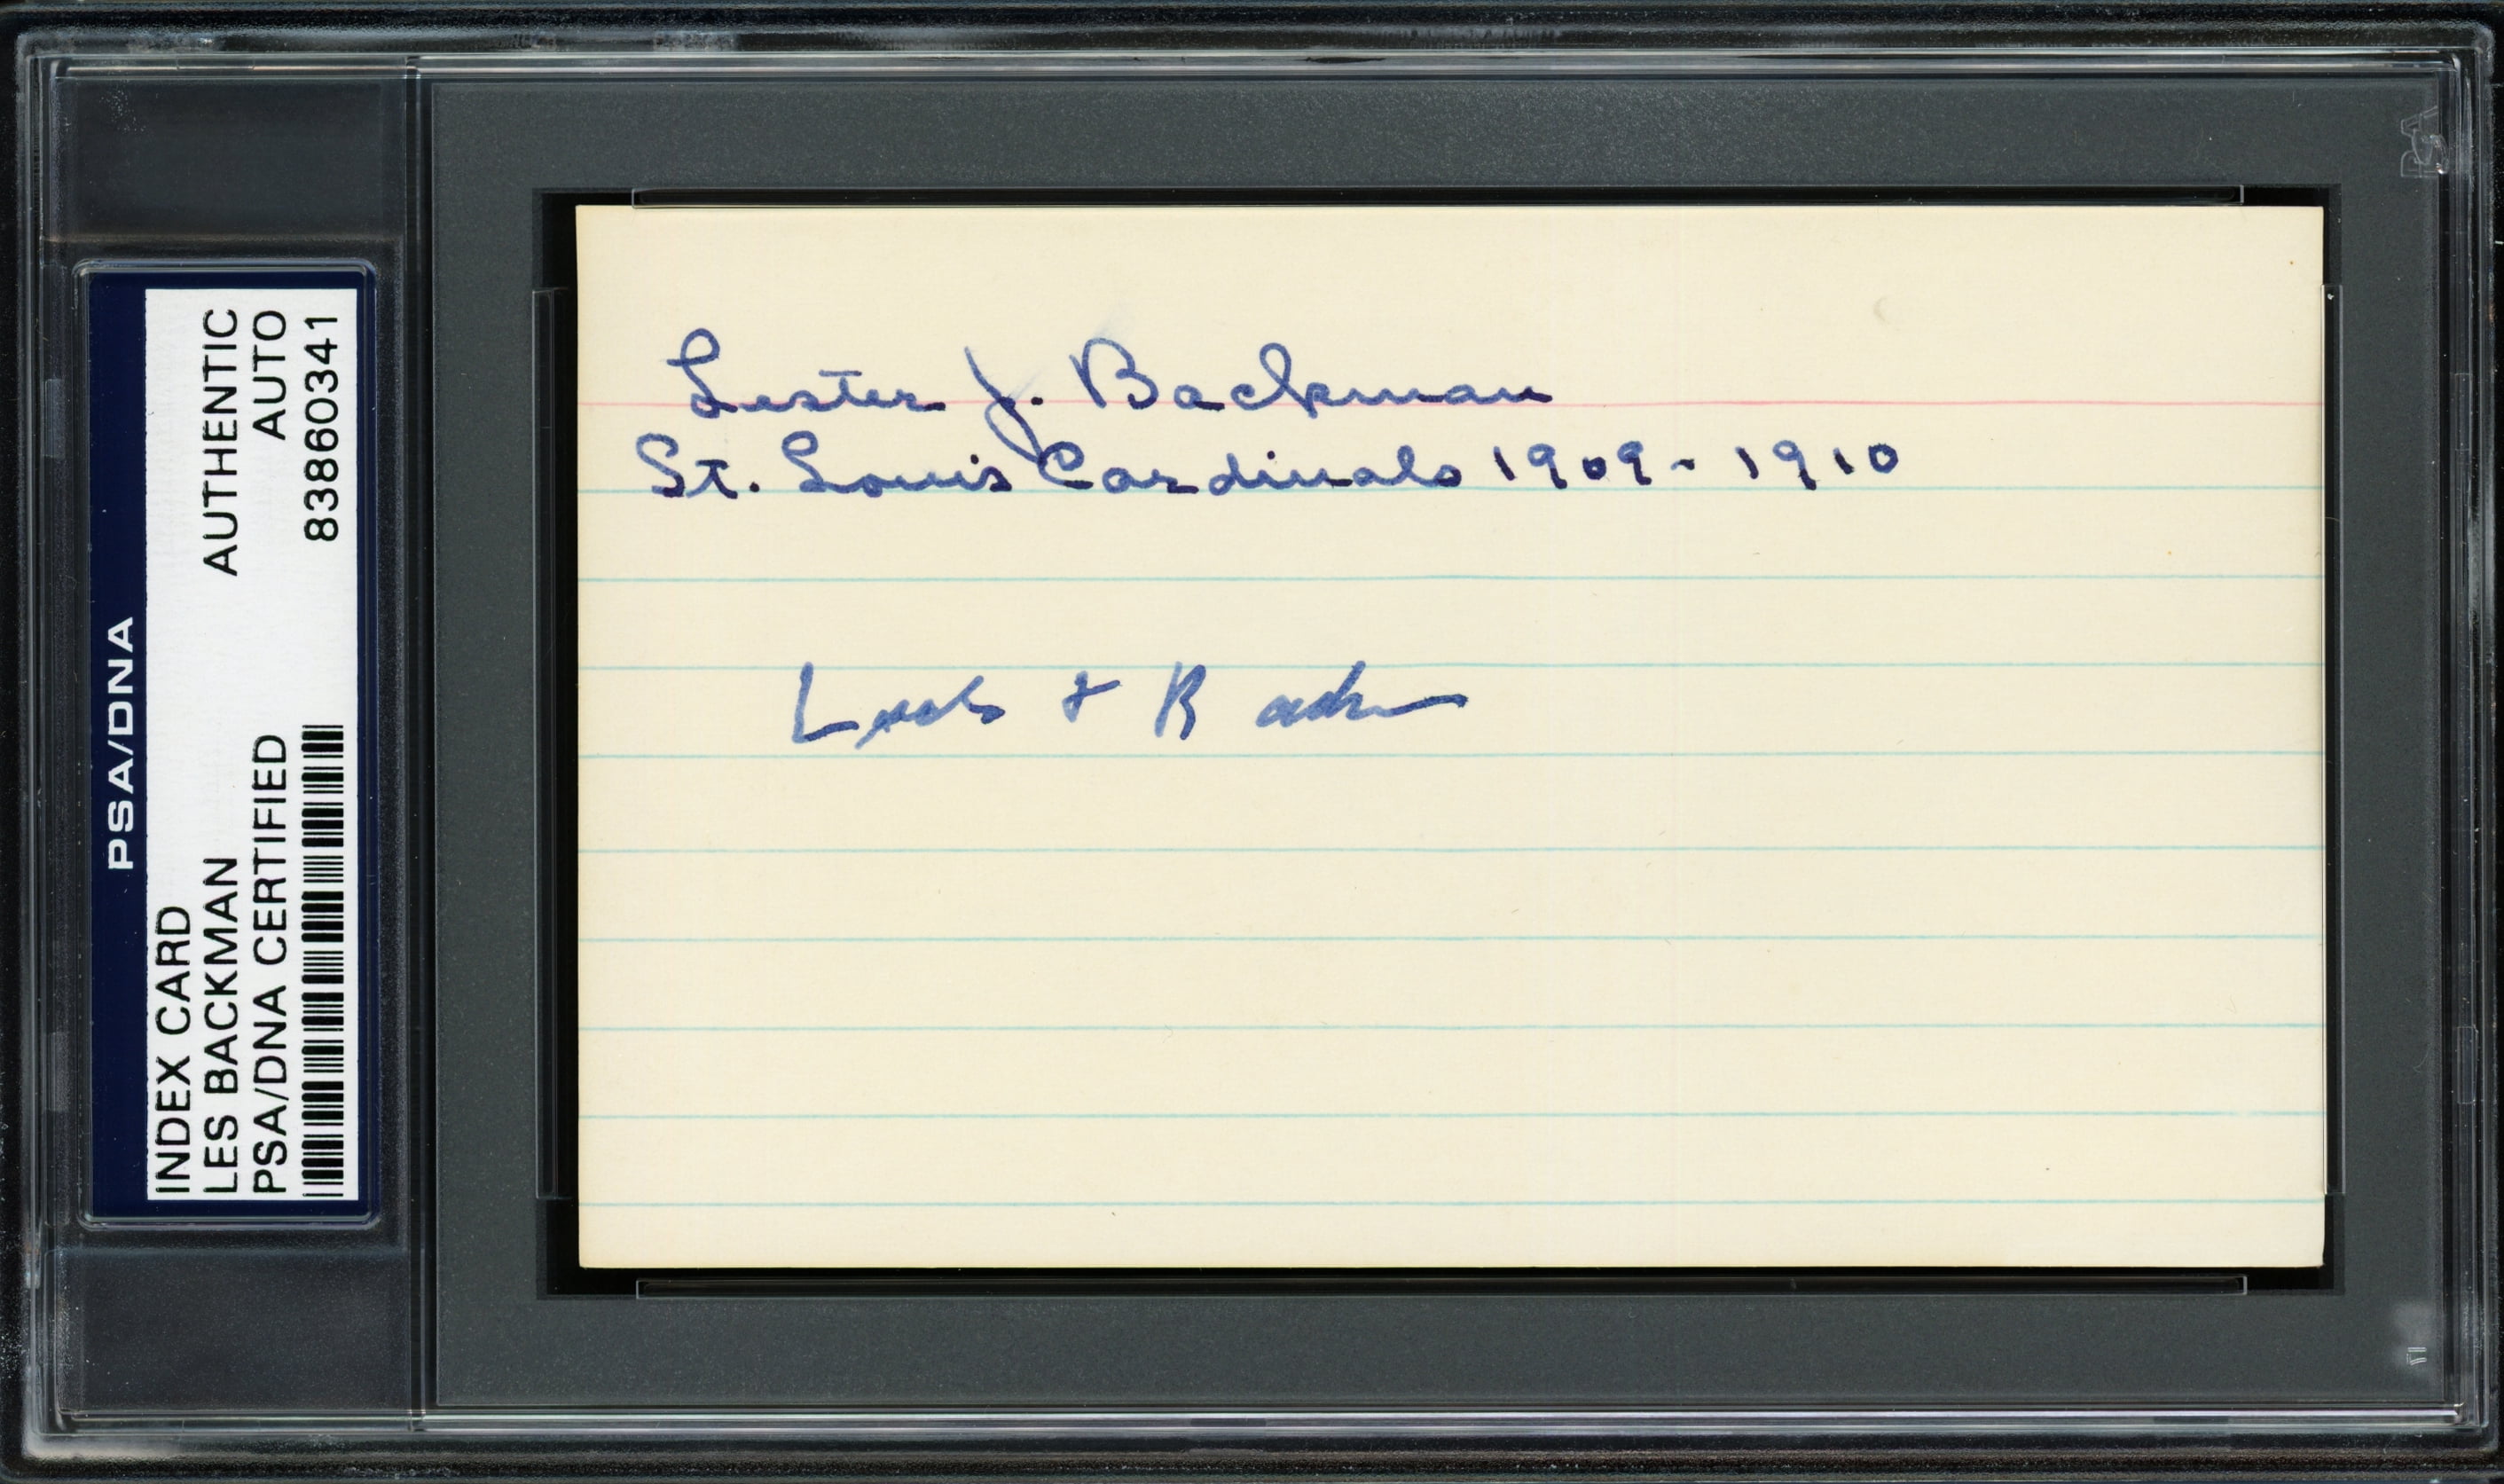 PSA/DNA
INDEX CARD
LES BACKMAN
PSA/DNA CERTIFIED
AUTHENTIC
AUTO
83860341
Lester J. Backman
St. Louis Cardinals 1909-1910
PSA